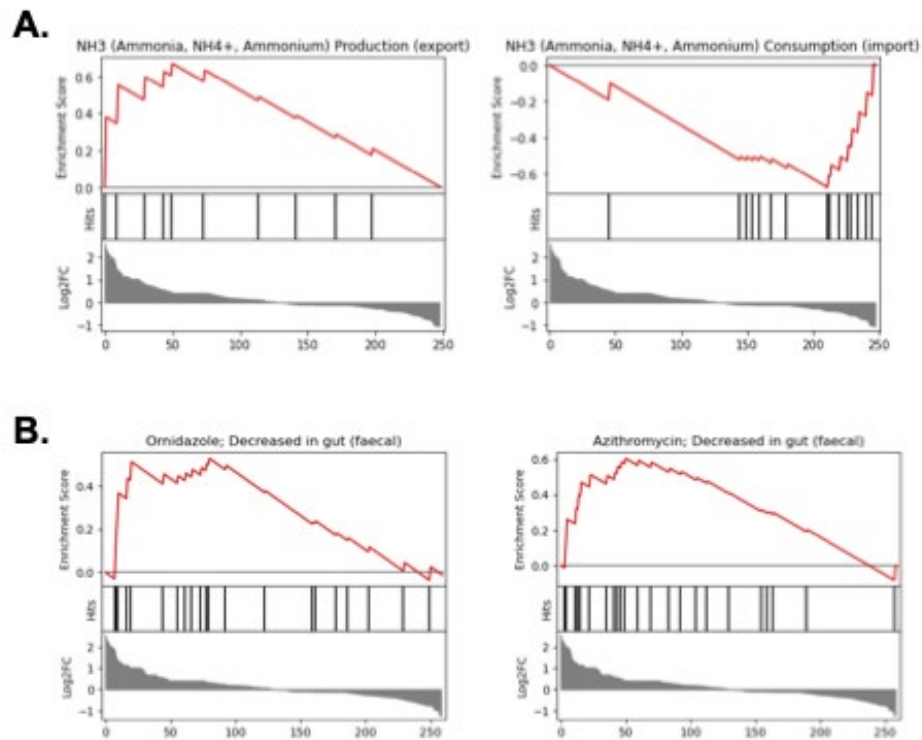 A.
NH3 (Ammonia, NH4+, Ammonium) Production (export)
Enrichment Score
0.6
0.4
0.2
0.0
Hits
Log2FC
2
1
0
−1
0 50 100 150 200 250
NH3 (Ammonia, NH4+, Ammonium) Consumption (import)
Enrichment Score
0.0
−0.2
−0.4
−0.6
Hits
Log2FC
2
1
0
−1
0 50 100 150 200 250
B.
Ornidazole; Decreased in gut (faecal)
Enrichment Score
0.4
0.2
0.0
Hits
Log2FC
2
1
0
−1
0 50 100 150 200 250
Azithromycin; Decreased in gut (faecal)
Enrichment Score
0.6
0.4
0.2
0.0
Hits
Log2FC
2
1
0
−1
0 50 100 150 200 250